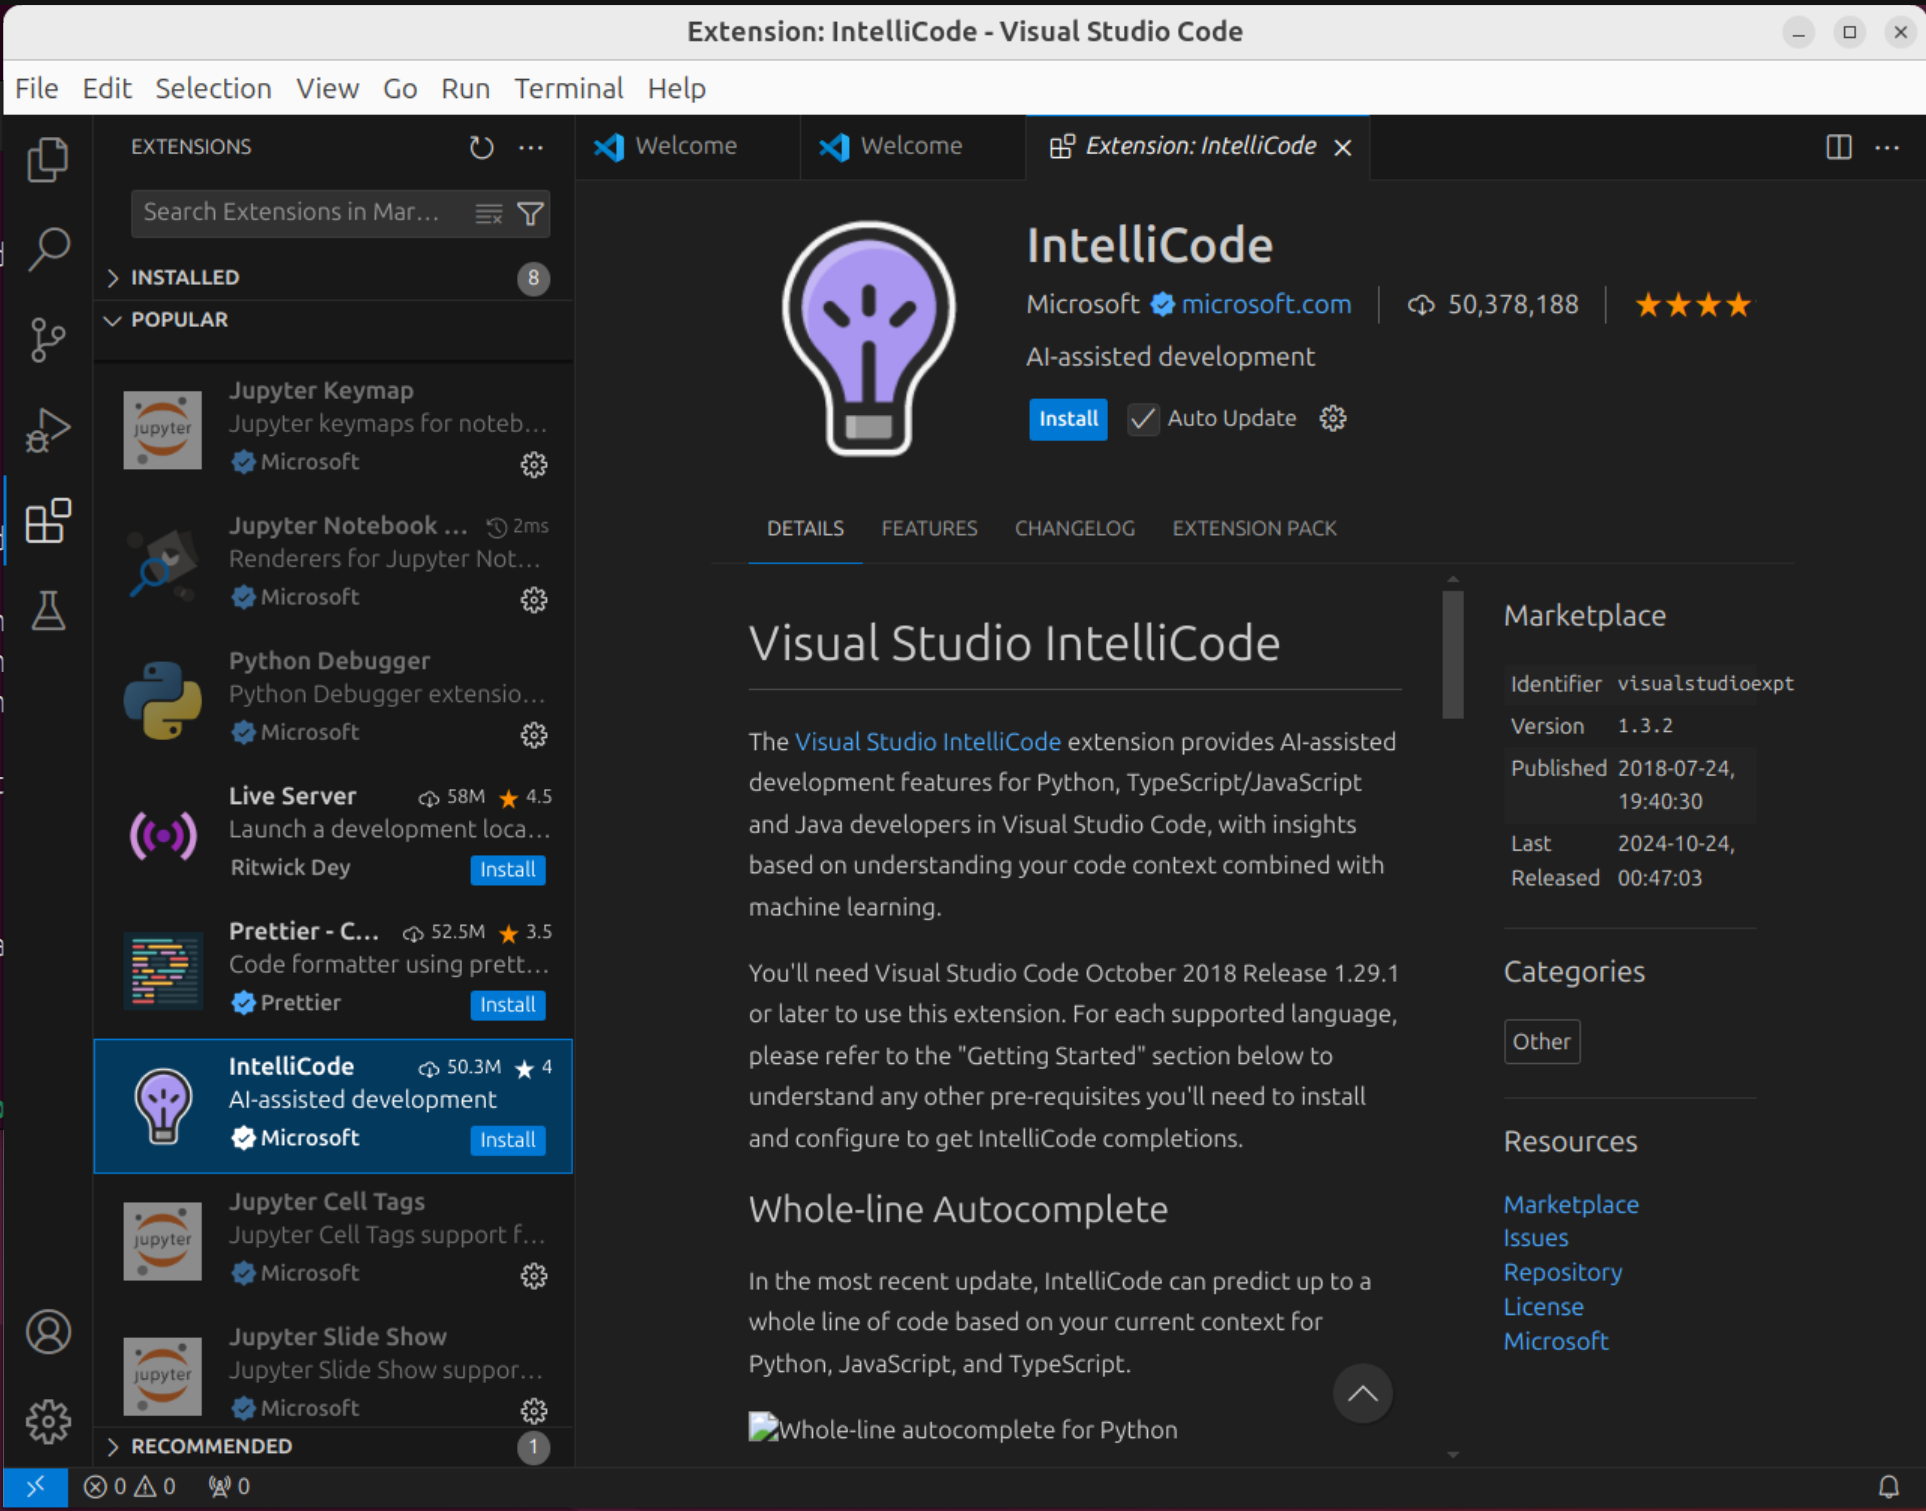 Extension: IntelliCode - Visual Studio Code
File Edit Selection View Go Run Terminal Help
EXTENSIONS
Search Extensions in Mar...
INSTALLED 8
POPULAR
Jupyter Keymap
Jupyter keymaps for noteb...
Microsoft
Jupyter Notebook ... 2ms
Renderers for Jupyter Not...
Microsoft
Python Debugger
Python Debugger extensio...
Microsoft
Live Server 58M 4.5
Launch a development loca...
Ritwick Dey Install
Prettier - C... 52.5M 3.5
Code formatter using prett...
Prettier Install
IntelliCode 50.3M 4
AI-assisted development
Microsoft Install
Jupyter Cell Tags
Jupyter Cell Tags support f...
Microsoft
Jupyter Slide Show
Jupyter Slide Show suppor...
Microsoft
RECOMMENDED 1
jupyter
jupyter
jupyter
Welcome Welcome Extension: IntelliCode
IntelliCode
Microsoft microsoft.com 50,378,188
AI-assisted development
Install Auto Update
DETAILS FEATURES CHANGELOG EXTENSION PACK
Visual Studio IntelliCode
The Visual Studio IntelliCode extension provides AI-assisted
development features for Python, TypeScript/JavaScript
and Java developers in Visual Studio Code, with insights
based on understanding your code context combined with
machine learning.
You'll need Visual Studio Code October 2018 Release 1.29.1
or later to use this extension. For each supported language,
please refer to the "Getting Started" section below to
understand any other pre-requisites you'll need to install
and configure to get IntelliCode completions.
Whole-line Autocomplete
In the most recent update, IntelliCode can predict up to a
whole line of code based on your current context for
Python, JavaScript, and TypeScript.
Whole-line autocomplete for Python
Marketplace
Identifier visualstudioexpt
Version 1.3.2
Published 2018-07-24,
19:40:30
Last 2024-10-24,
Released 00:47:03
Categories
Other
Resources
Marketplace
Issues
Repository
License
Microsoft
0 0 0